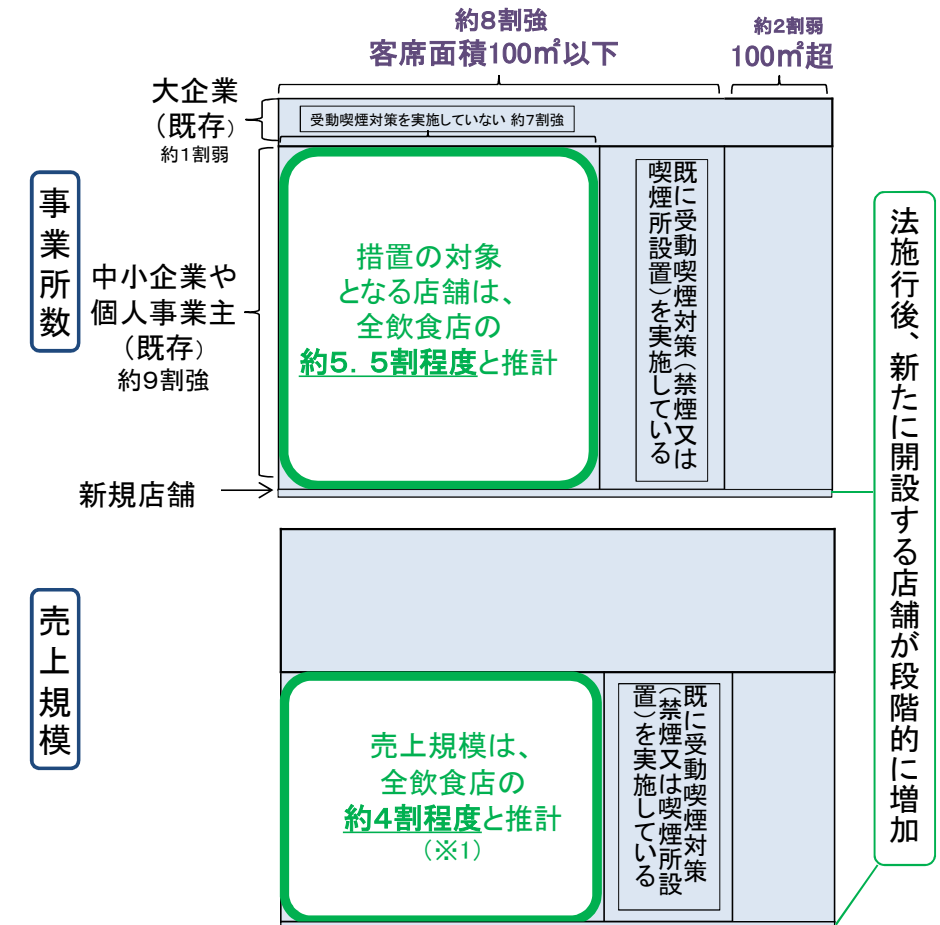 約8割強
客席面積100㎡以下
約2割弱
100㎡超
大企業
（既存）
約1割弱
受動喫煙対策を実施していない 約7割強
事業所数
中小企業や
個人事業主
（既存）
約9割強
措置の対象
となる店舗は、
全飲食店の
約5．5割程度と推計
既に受動喫煙対策（禁煙又は
喫煙所設置）を実施している
新規店舗
法施行後、新たに開設する店舗が段階的に増加
売上規模
売上規模は、
全飲食店の
約4割程度と推計
（※1）
既に受動喫煙対策
（禁煙又は喫煙所設
置）を実施している